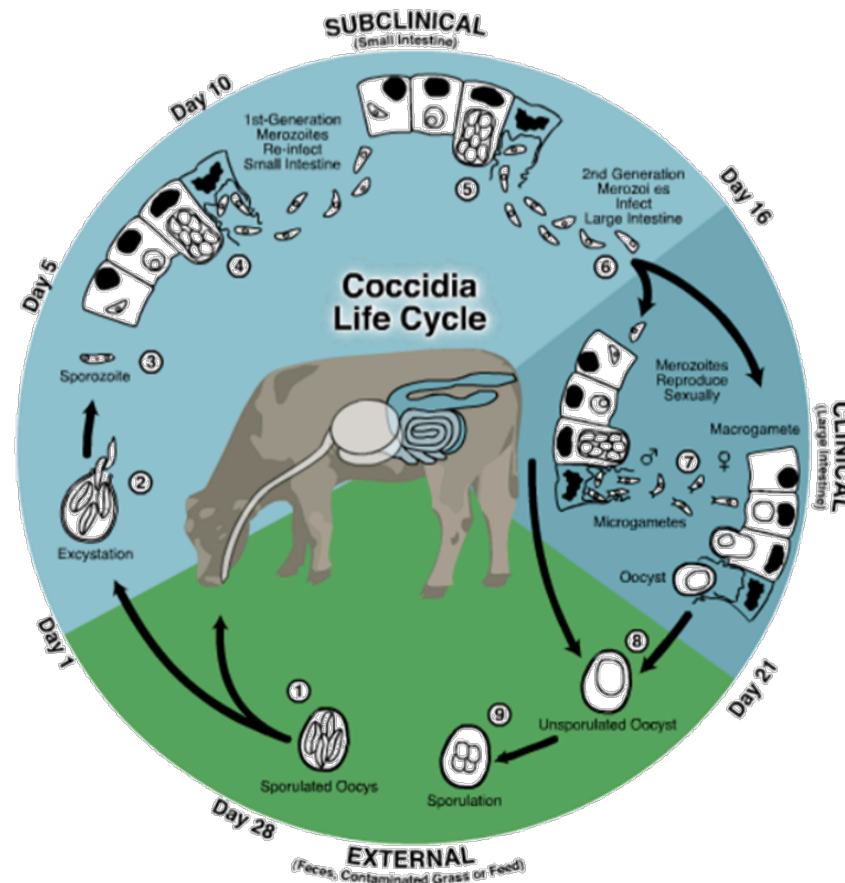 SUBCLINICAL
(Small Intestine)
Day 10
1st-Generation
Merozoites
Re-infect
Small Intestine
5
2nd Generation
Merozoi es
Infect
Large Intestine
Day 16
4
6
Day 5
Coccidia
Life Cycle
3
Sporozoite
Merozoites
Reproduce
Sexually
CLINICAL
(Large Intestine)
Macrogamete
♂
7
♀
2
Microgametes
Excystation
Oocyst
Day 1
8
Day 21
1
9
Unsporulated Oocyst
Sporulated Oocys
Sporulation
Day 28
EXTERNAL
(Feces, Contaminated Grass or Feed)